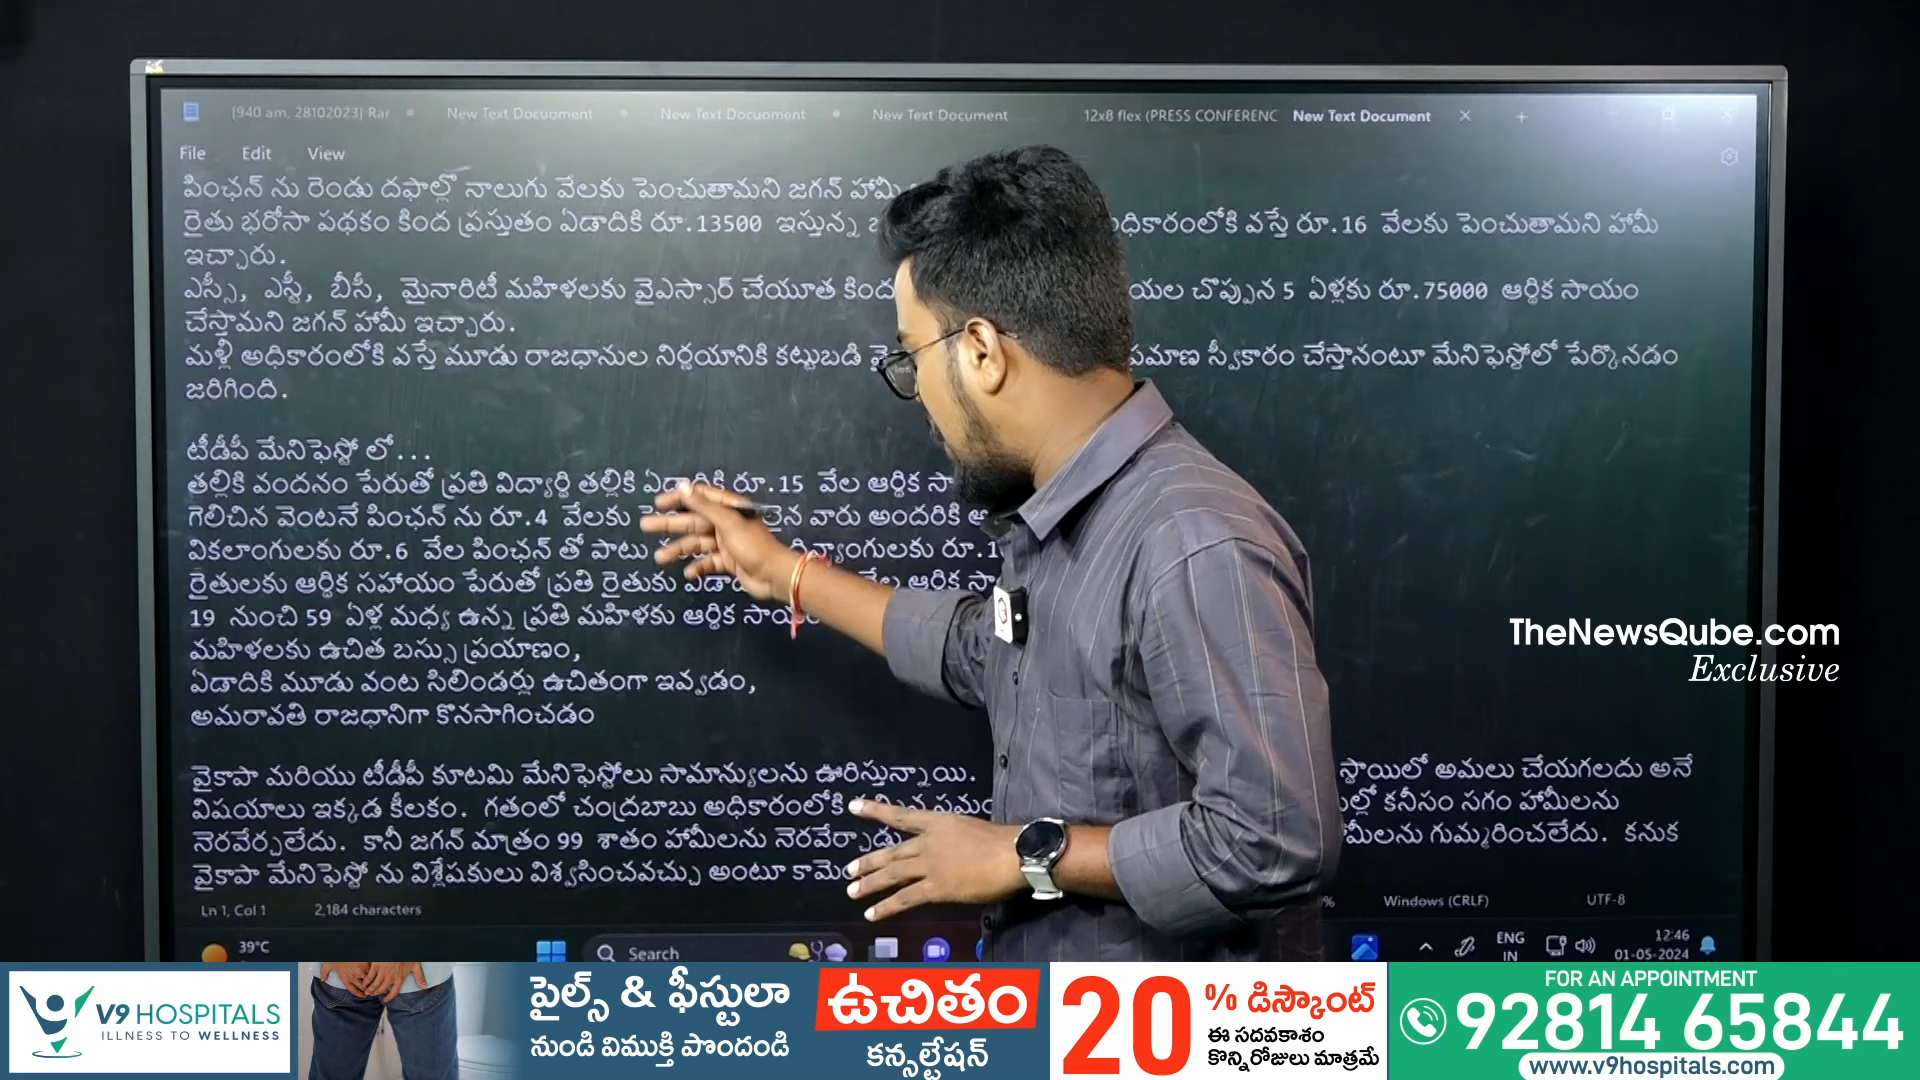 [940 am, 28102023] Rar
New Text Docuoment
New Text Docuoment
New Text Document
12x8 flex (PRESS CONFERENC
New Text Document
File Edit View
పింఛన్ ను రెండు దఫాల్లొ నాలుగు వేలకు పెంచుతామని జగన్ హామీ
రైతు భరోసా పథకం కింద ప్రస్తుతం ఏడాదికి రూ.13500 ఇస్తున్న వస్తే రూ.16 వేలకు పెంచుతామని హామీ
ఇచ్చారు.
ఎస్సీ, ఎస్టీ, బీసీ, మైనారిటీ మహిళలకు వైఎస్సార్ చేయూత కింద చొప్పున 5 ఏళ్లకు రూ.75000 ఆర్థిక సాయం
చేస్తామని జగన్ హామీ ఇచ్చారు.
మళ్లీ అధికారంలోకి వస్తే మూడు రాజధానుల నిర్ణయానికి కట్టుబడి స్వీకారం చేస్తానంటూ మేనిఫెస్టోలో పేర్కొనడం
జరిగింది.
టీడీపీ మేనిఫెస్టో లో...
తల్లికి వందనం పేరుతో ప్రతి విద్యార్థి తల్లికి ఏడాదికి రూ.15 వేల ఆర్థిక
గెలిచిన వెంటనే పింఛన్ ను రూ.4 వేలకు వారు అందరికి
వికలాంగులకు రూ.6 వేల పింఛన్ తో పాటు
రైతులకు ఆర్థిక సహాయం పేరుతో ప్రతి రైతుకు ఆర్థిక
19 నుంచి 59 ఏళ్ల మధ్య ఉన్న ప్రతి మహిళకు ఆర్థిక
మహిళలకు ఉచిత బస్సు ప్రయాణం,
ఏడాదికి మూడు వంట సిలిండర్లు ఉచితంగా ఇవ్వడం,
అమరావతి రాజధానిగా కొనసాగించడం
వైకాపా మరియు టీడీపీ కూటమి మేనిఫెస్టోలు సామాన్యులను ఊరిస్తున్నాయి. స్థాయిలో అమలు చేయగలదు అనే
విషయాలు ఇక్కడ కీలకం. గతంలో చంద్రబాబు అధికారంలోకి కనీసం సగం హామీలను
నెరవేర్చలేదు. కానీ జగన్ మాత్రం 99 శాతం హామీలను నెరవేర్చాడు గుమ్మరించలేదు. కనుక
వైకాపా మేనిఫెస్టో ను విశ్లేషకులు విశ్వసించవచ్చు అంటూ
Ln 1, Col 1 2,184 characters Windows (CRLF) UTF-8
39°C Search ENG IN 12:46 01-05-2024
TheNewsQube.com
Exclusive
V9 HOSPITALS
ILLNESS TO WELLNESS
పైల్స్ & ఫిస్టులా
నుండి విముక్తి పొందండి
ఉచితం
కన్సల్టేషన్
20 % డిస్కౌంట్
ఈ సదవకాశం
కొన్నిరోజులు మాత్రమే
FOR AN APPOINTMENT
92814 65844
www.v9hospitals.com